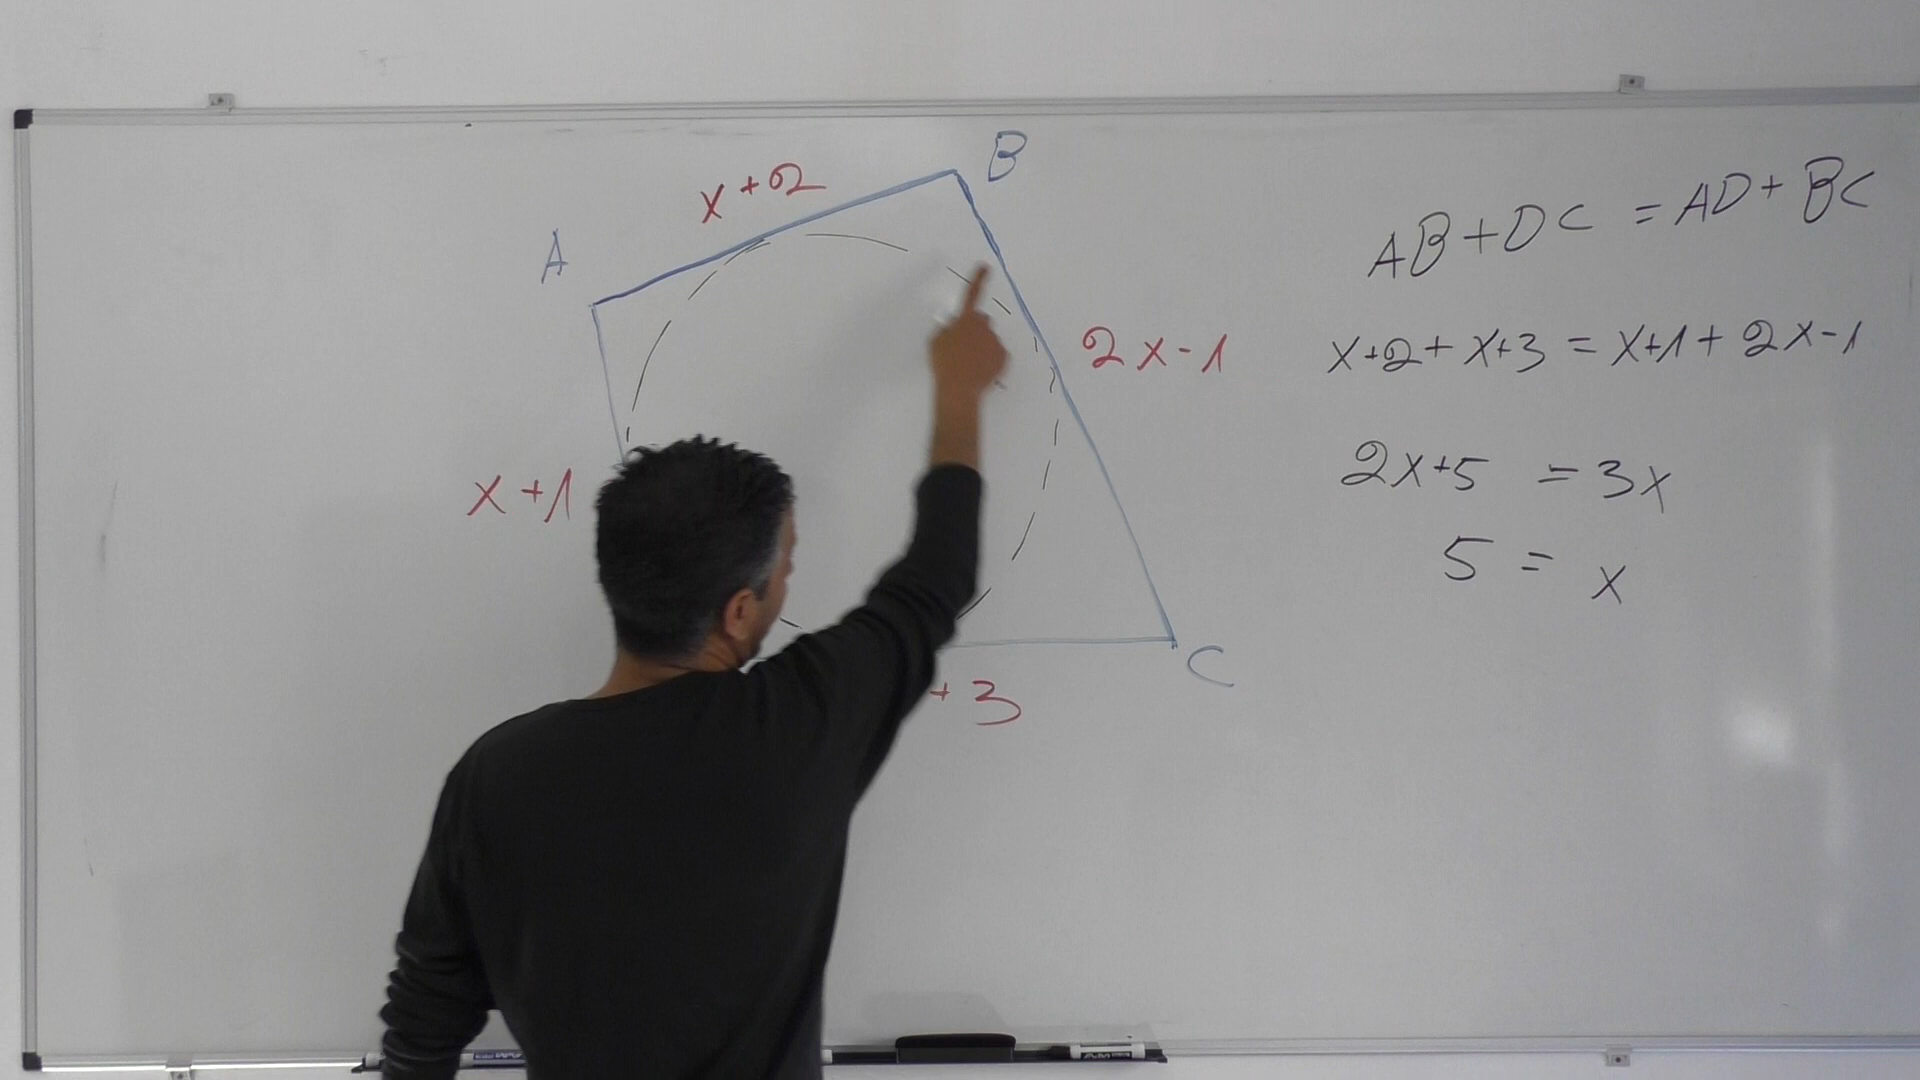 B
x+2
A
AB+DC = AD+BC
2x-1
x+2+x+3 = x+1+2x-1
x+1
2x+5 = 3x
5 = x
C
+3